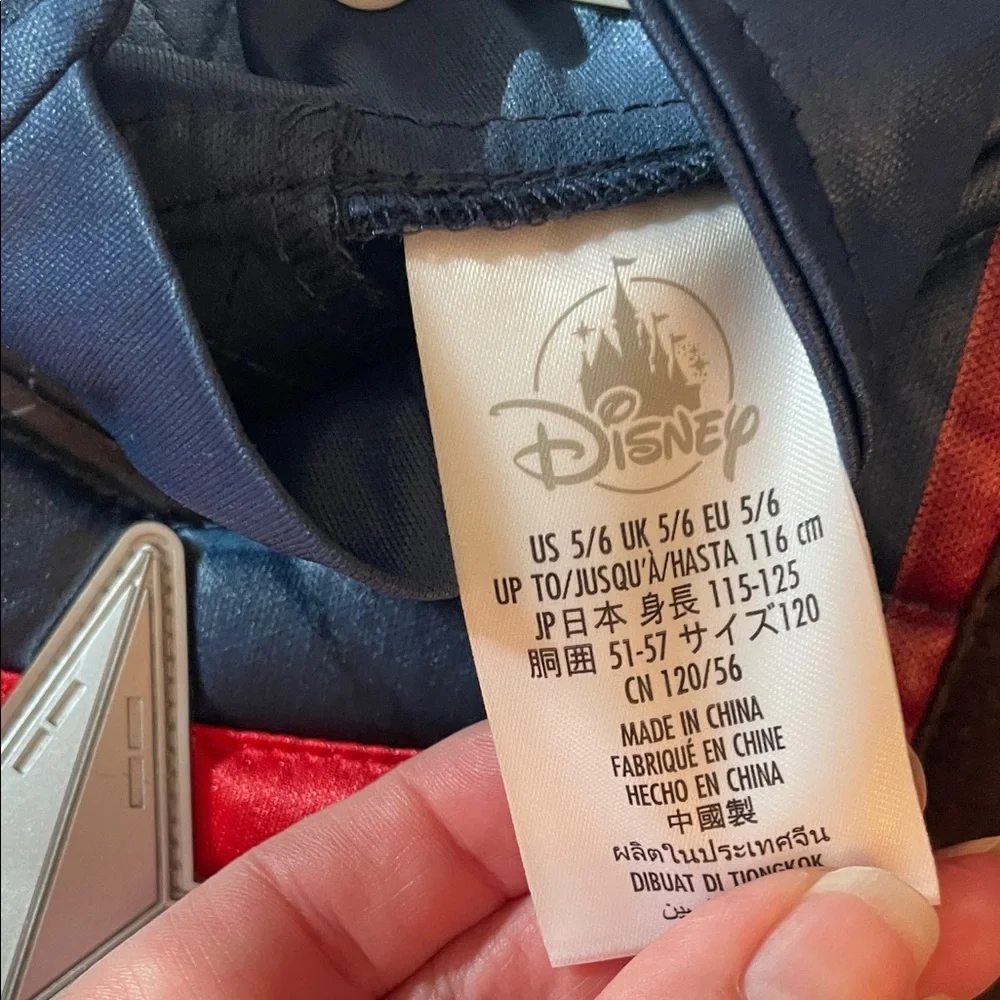 Disney
US 5/6 UK 5/6 EU 5/6
UP TO/JUSQU'À/HASTA 116 cm
JP日本 身長 115-125
胴囲 51-57 サイズ120
CN 120/56
MADE IN CHINA
FABRIQUÉ EN CHINE
HECHO EN CHINA
中國製
ผลิตในประเทศจีน
DIBUAT DI TIONGKOK